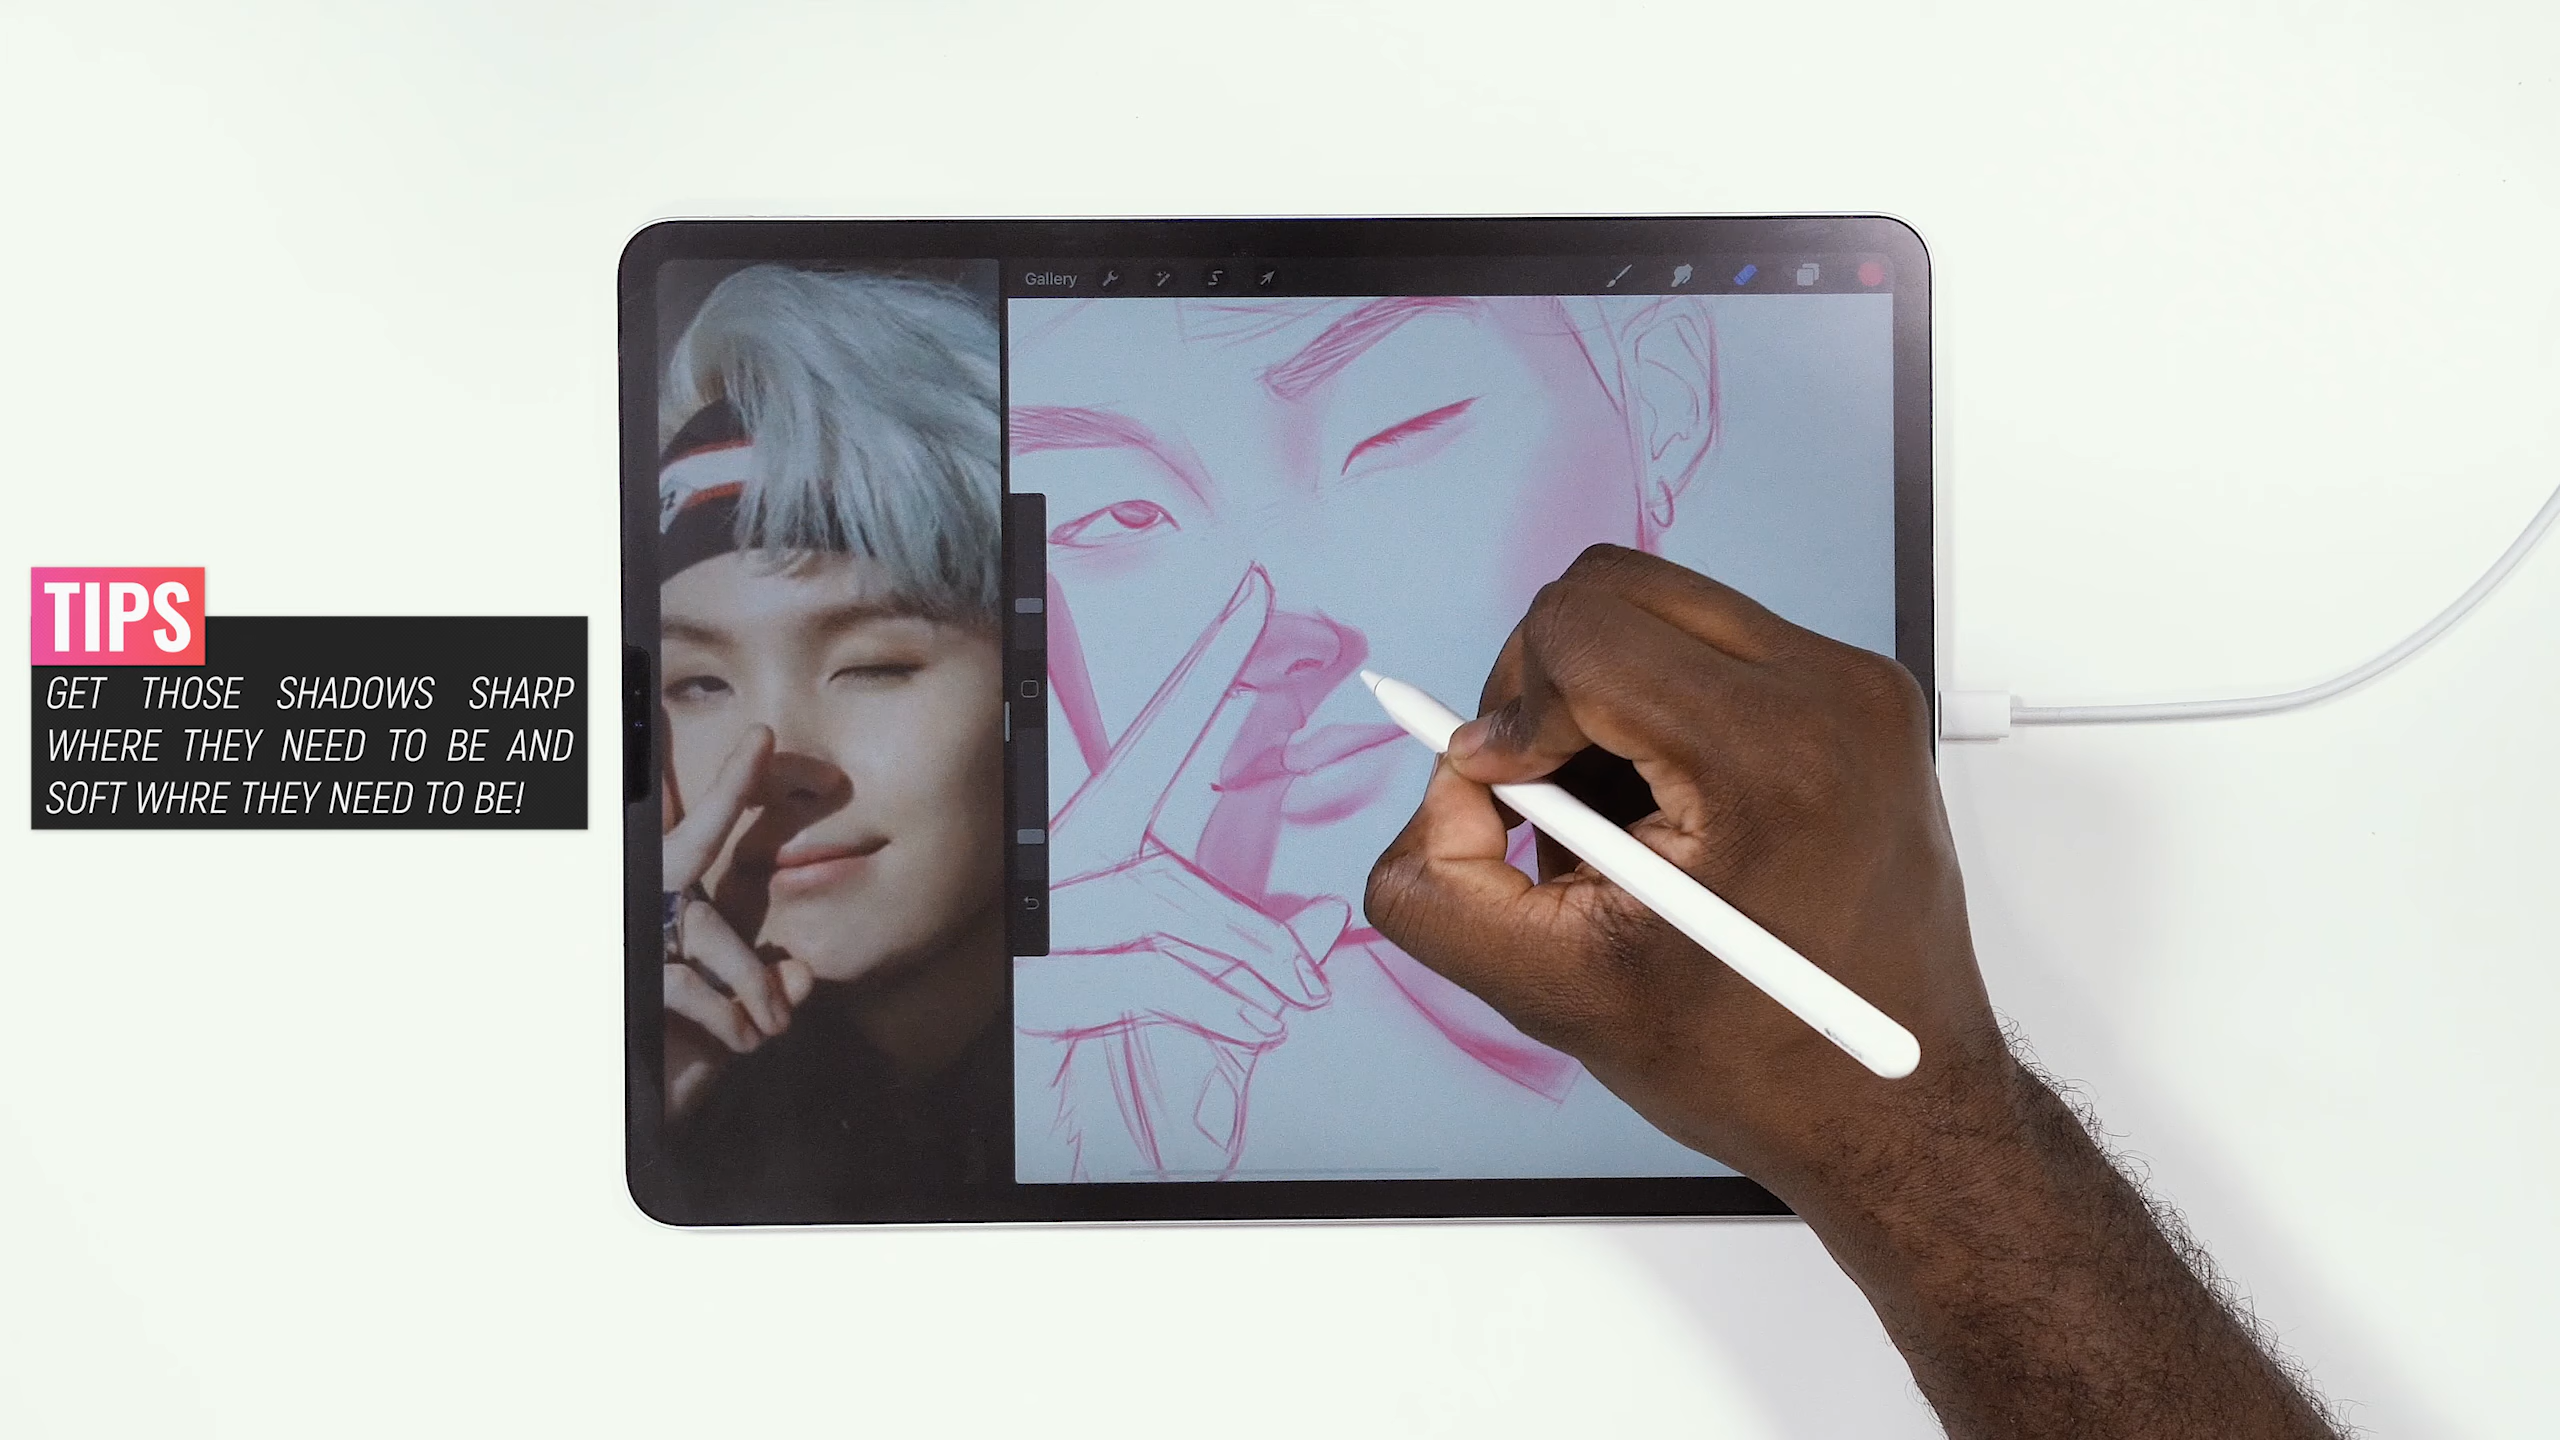 TIPS
GET THOSE SHADOWS SHARP
WHERE THEY NEED TO BE AND
SOFT WHRE THEY NEED TO BE!
Gallery